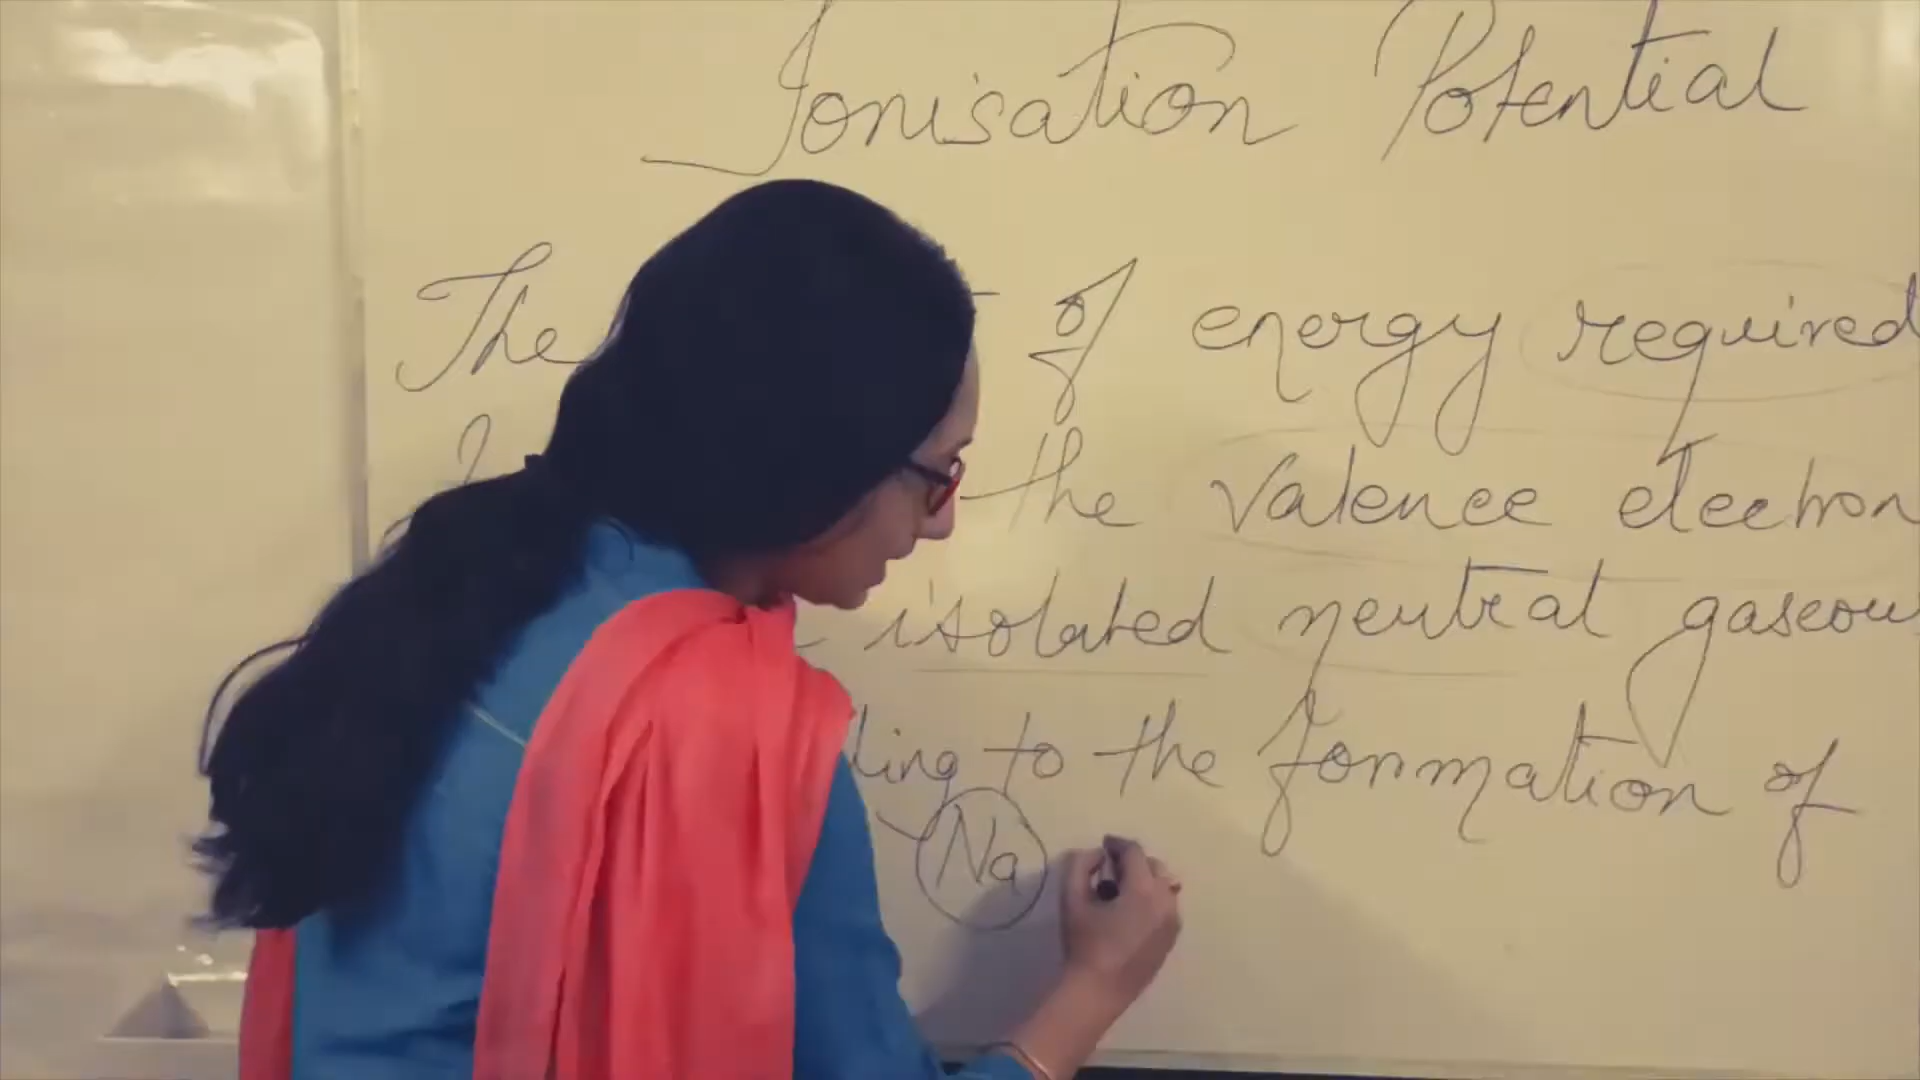 Ionisation Potential
The of energy required
the valence electron
isolated neutral gaseous
ling to the formation of
Na